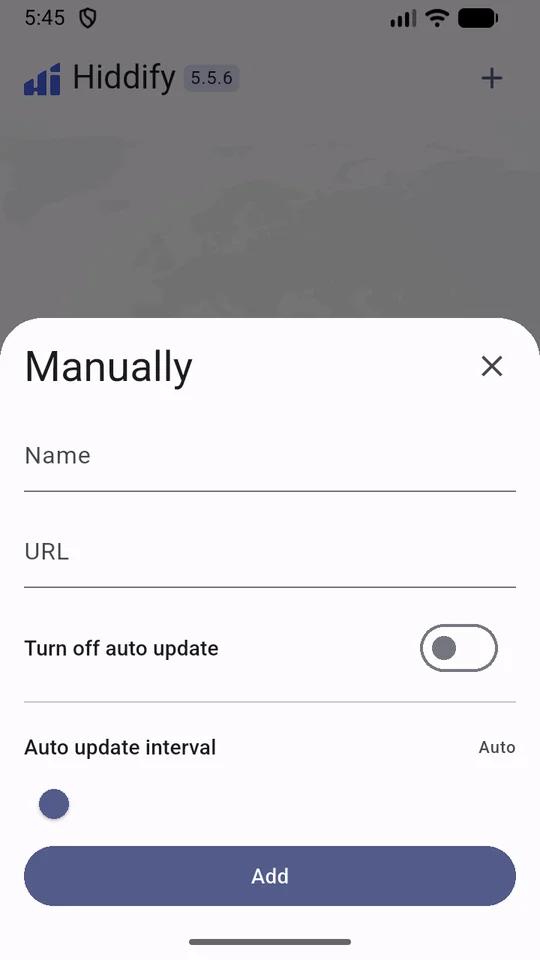 5:45
Hiddify 5.5.6
Manually
Name
URL
Turn off auto update
Auto update interval Auto
Add